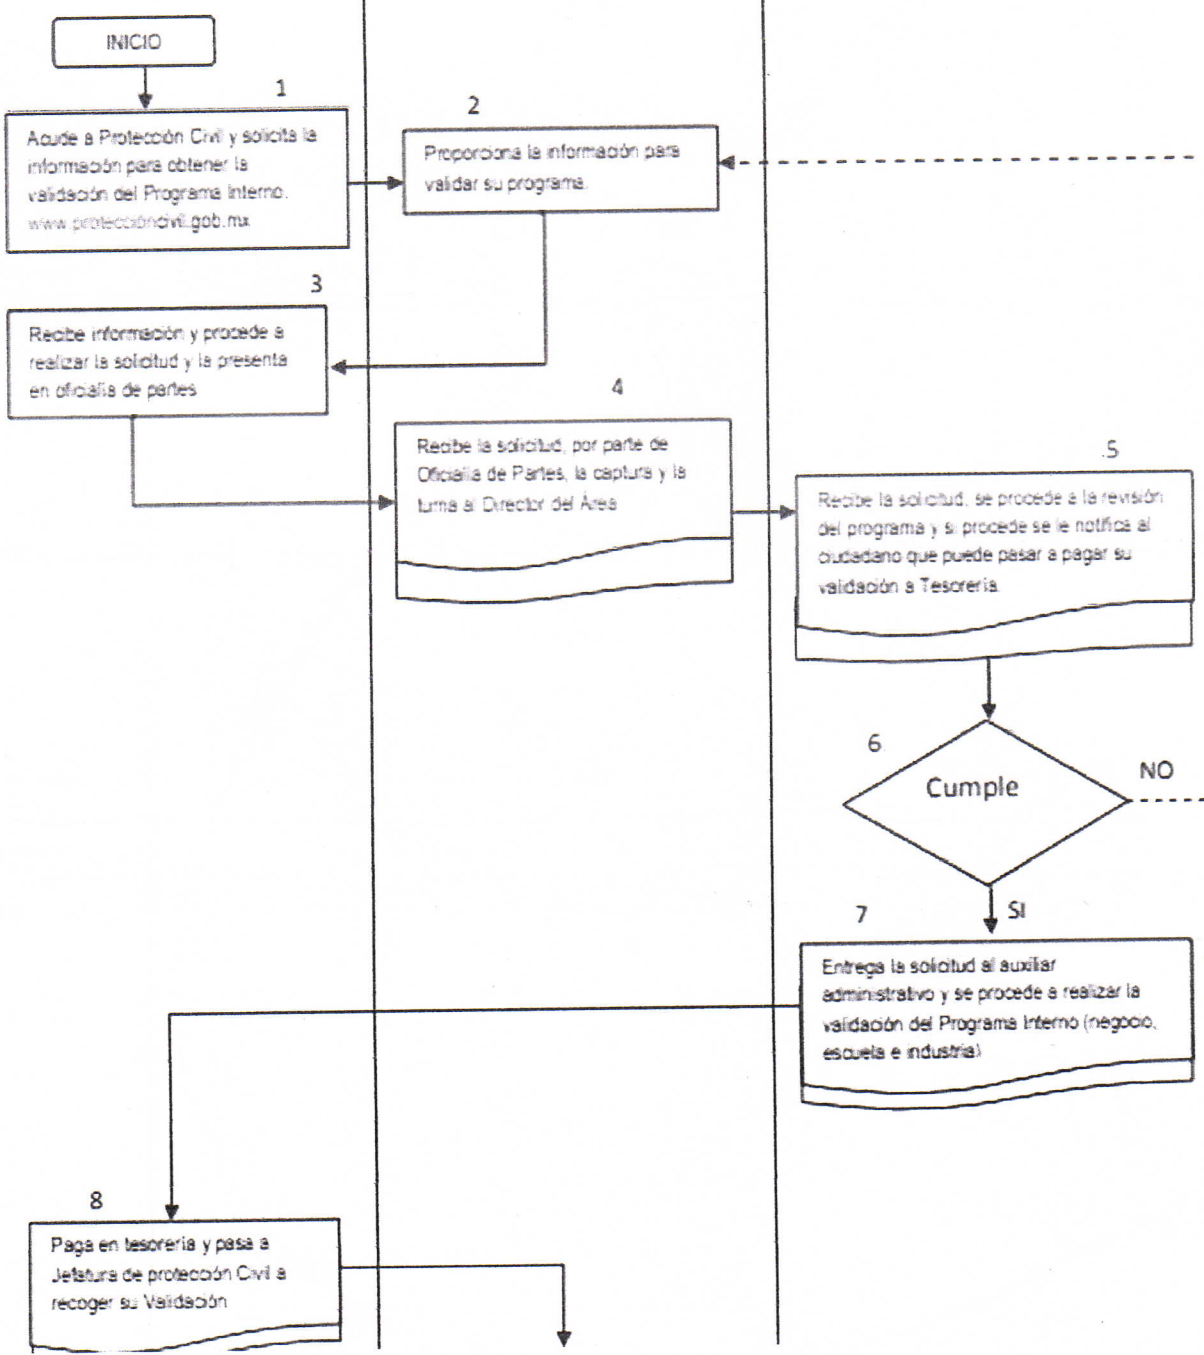 INICIO
1
Acude a Protección Civil y solicita la
información para obtener la
validación del Programa Interno.
www.proteccióncivil.gob.mx
2
Proporciona la información para
validar su programa.
3
Recibe información y procede a
realizar la solicitud y la presenta
en oficialía de partes
4
Recibe la solicitud, por parte de
Oficialía de Partes, la captura y la
turna al Director del Área
.5
Recibe la solicitud, se procede a la revisión
del programa y si procede se le notifica al
ciudadano que puede pasar a pagar su
validación a Tesorería.
6
Cumple
NO
SI
7
Entrega la solicitud al auxiliar
administrativo y se procede a realizar la
validación del Programa Interno (negocio,
escuela e industria)
8
Paga en tesorería y pasa a
Jefatura de protección Civil a
recoger su Validación